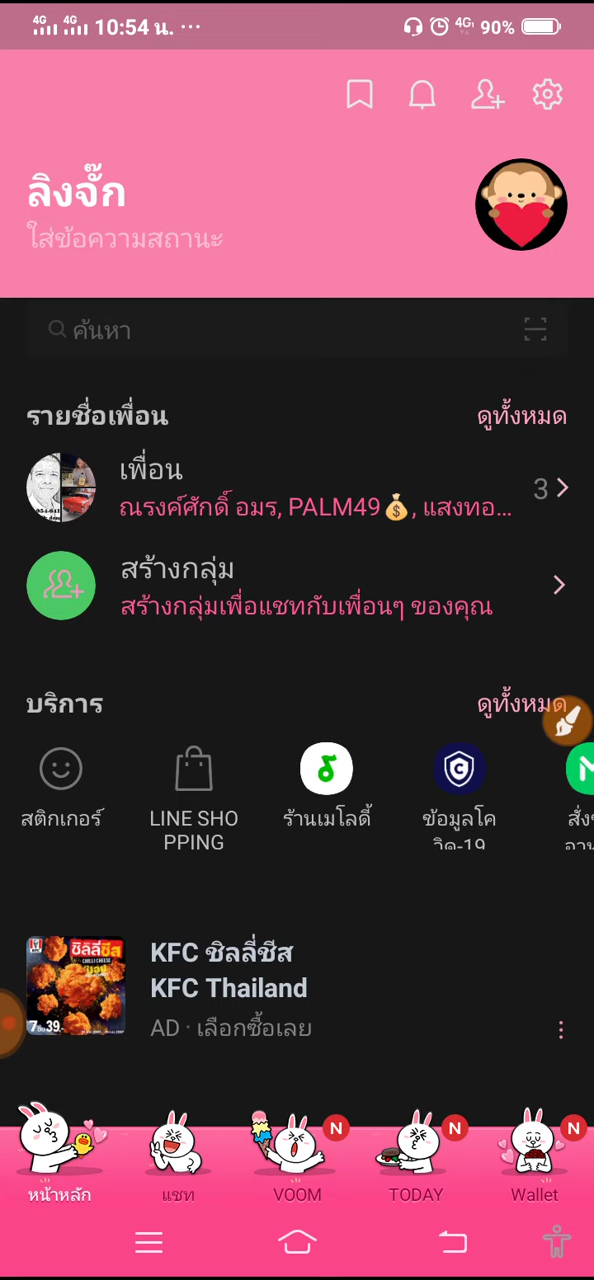 4G 4G 10:54 น. ··· 4G 90%
ลิงจั๊ก
ใส่ข้อความสถานะ
ค้นหา
รายชื่อเพื่อน ดูทั้งหมด
เพื่อน
ณรงค์ศักดิ์ อมร, PALM49💰, แสงทอ... 3
สร้างกลุ่ม
สร้างกลุ่มเพื่อแชทกับเพื่อนๆ ของคุณ
บริการ ดูทั้งหมด
สติกเกอร์ LINE SHO ร้านเมโลดี้ ข้อมูลโค
PPING วิด-19
ชิลลี่ชีส
CHILLI CHEESE
KFC ชิลลี่ชีส
KFC Thailand
AD · เลือกซื้อเลย
N N N
หน้าหลัก แชท VOOM TODAY Wallet